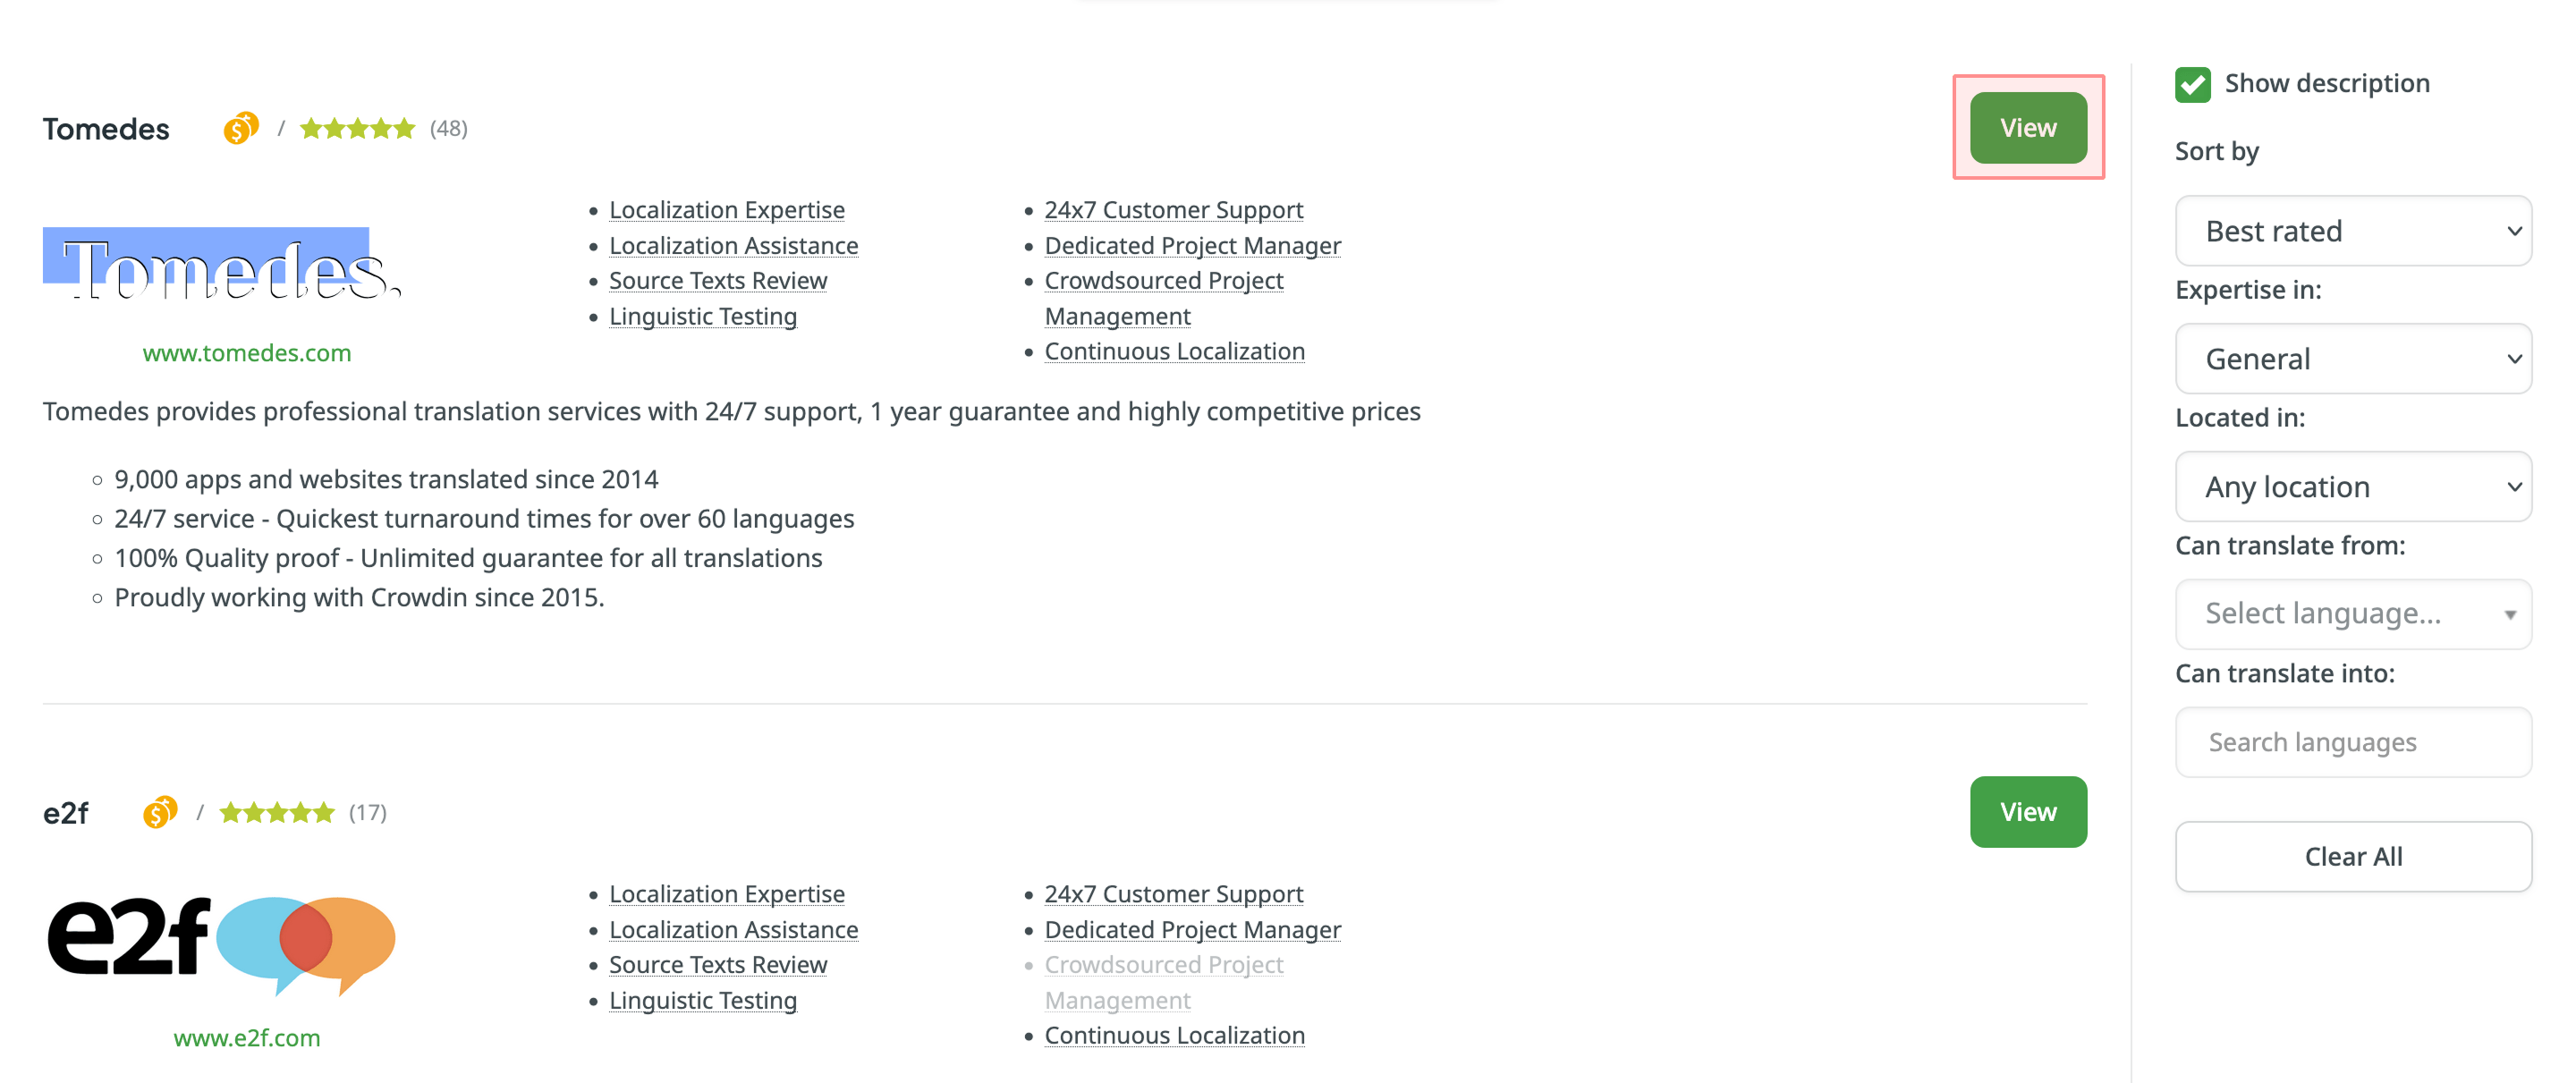 Tomedes / (48) View
Tomedes.
www.tomedes.com
Localization Expertise
Localization Assistance
Source Texts Review
Linguistic Testing
24x7 Customer Support
Dedicated Project Manager
Crowdsourced Project
Management
Continuous Localization
Tomedes provides professional translation services with 24/7 support, 1 year guarantee and highly competitive prices
9,000 apps and websites translated since 2014
24/7 service - Quickest turnaround times for over 60 languages
100% Quality proof - Unlimited guarantee for all translations
Proudly working with Crowdin since 2015.
e2f / (17) View
e2f
www.e2f.com
Localization Expertise
Localization Assistance
Source Texts Review
Linguistic Testing
24x7 Customer Support
Dedicated Project Manager
Crowdsourced Project
Management
Continuous Localization
Show description
Sort by
Best rated
Expertise in:
General
Located in:
Any location
Can translate from:
Select language...
Can translate into:
Search languages
Clear All